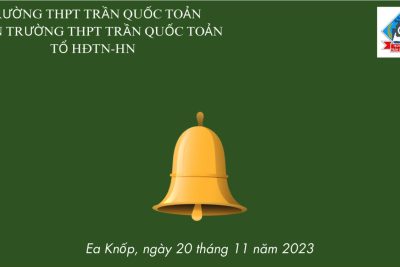 TRƯỜNG THPT TRẦN QUỐC TOẢN
TRƯỜNG THPT TRẦN QUỐC TOẢN
TỔ HĐTN-HN
Ea Knốp, ngày 20 tháng 11 năm 2023